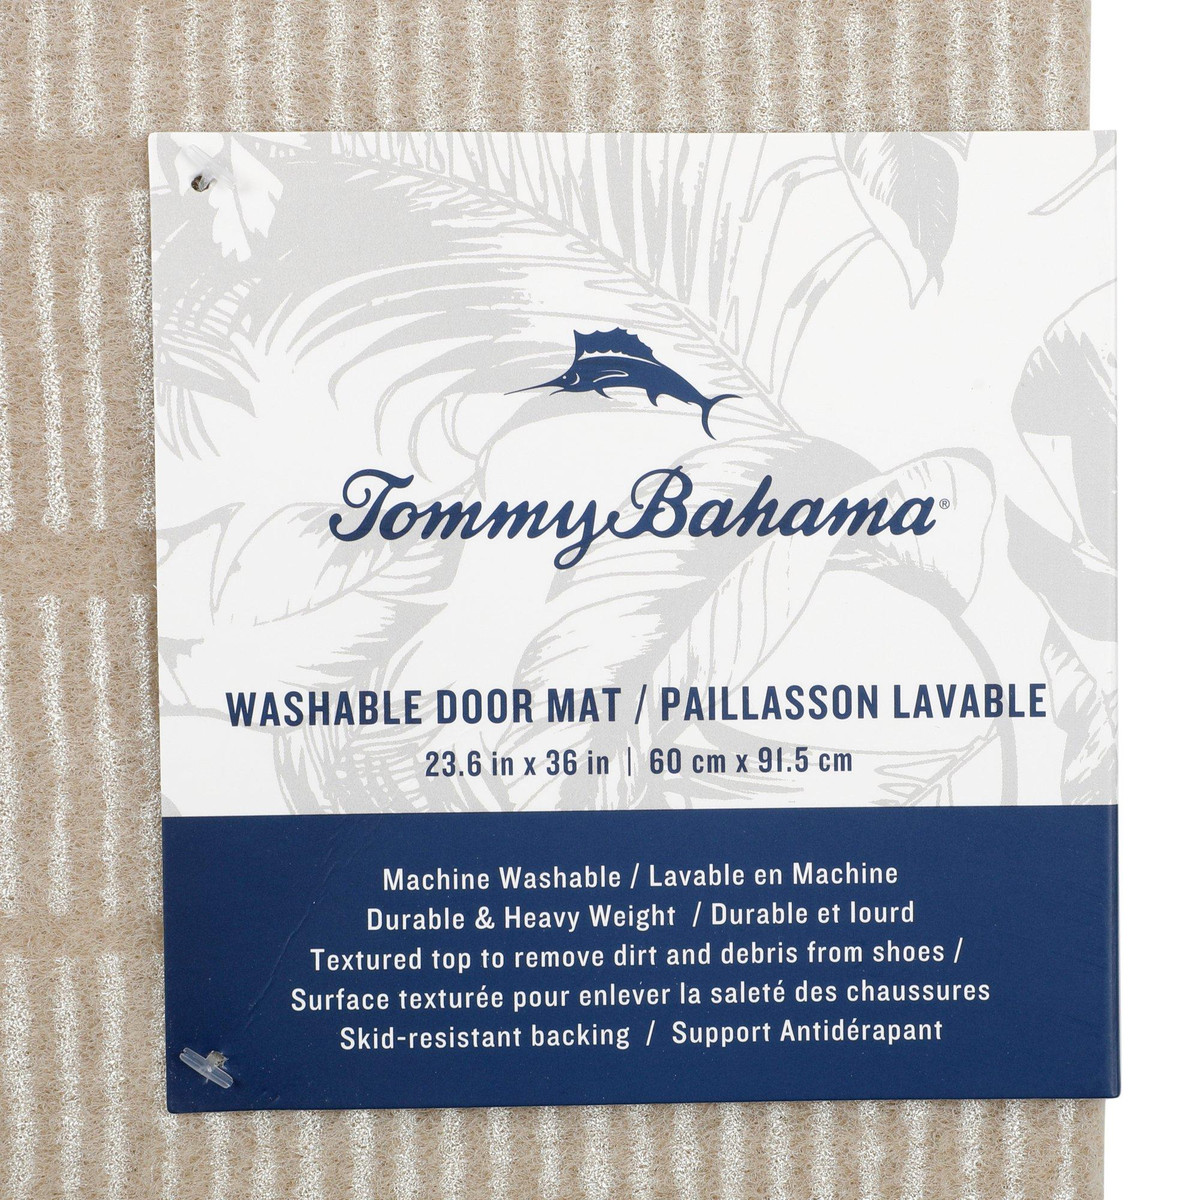 Tommy Bahama®
WASHABLE DOOR MAT / PAILLASSON LAVABLE
23.6 in x 36 in | 60 cm x 91.5 cm
Machine Washable / Lavable en Machine
Durable & Heavy Weight / Durable et lourd
Textured top to remove dirt and debris from shoes /
Surface texturée pour enlever la saleté des chaussures
Skid-resistant backing / Support Antidérapant